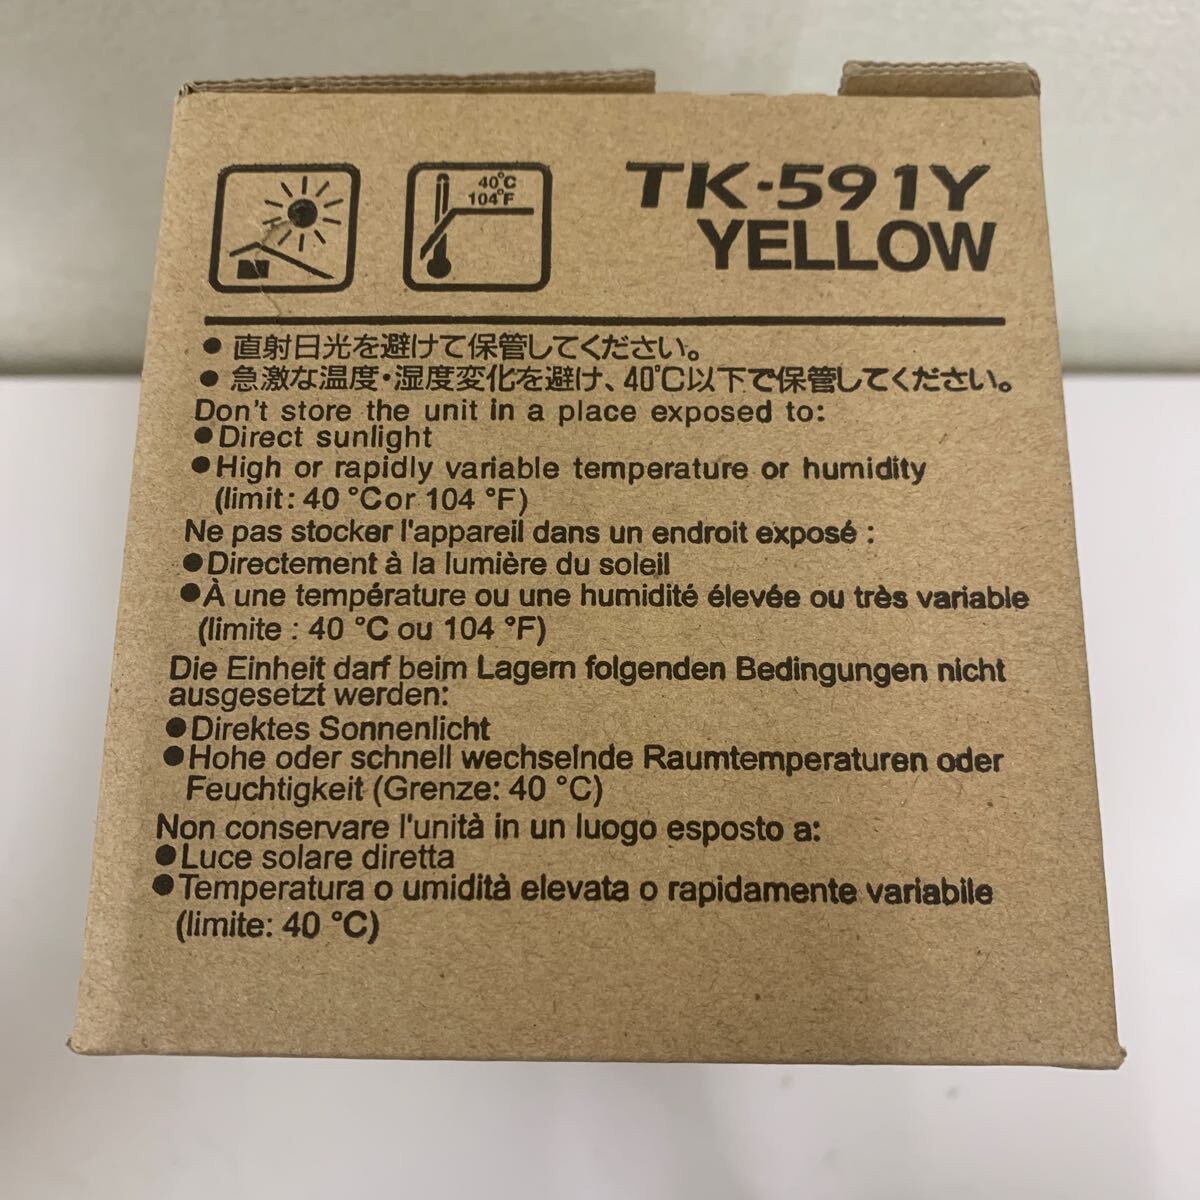 40°C
104°F
TK-591Y
YELLOW
● 直射日光を避けて保管してください。
● 急激な温度・湿度変化を避け、40℃以下で保管してください。
Don't store the unit in a place exposed to:
●Direct sunlight
●High or rapidly variable temperature or humidity
(limit: 40 °Cor 104 °F)
Ne pas stocker l'appareil dans un endroit exposé :
●Directement à la lumière du soleil
●À une température ou une humidité élevée ou très variable
(limite : 40 °C ou 104 °F)
Die Einheit darf beim Lagern folgenden Bedingungen nicht
ausgesetzt werden:
●Direktes Sonnenlicht
●Hohe oder schnell wechselnde Raumtemperaturen oder
Feuchtigkeit (Grenze: 40 °C)
Non conservare l'unità in un luogo esposto a:
●Luce solare diretta
●Temperatura o umidità elevata o rapidamente variabile
(limite: 40 °C)